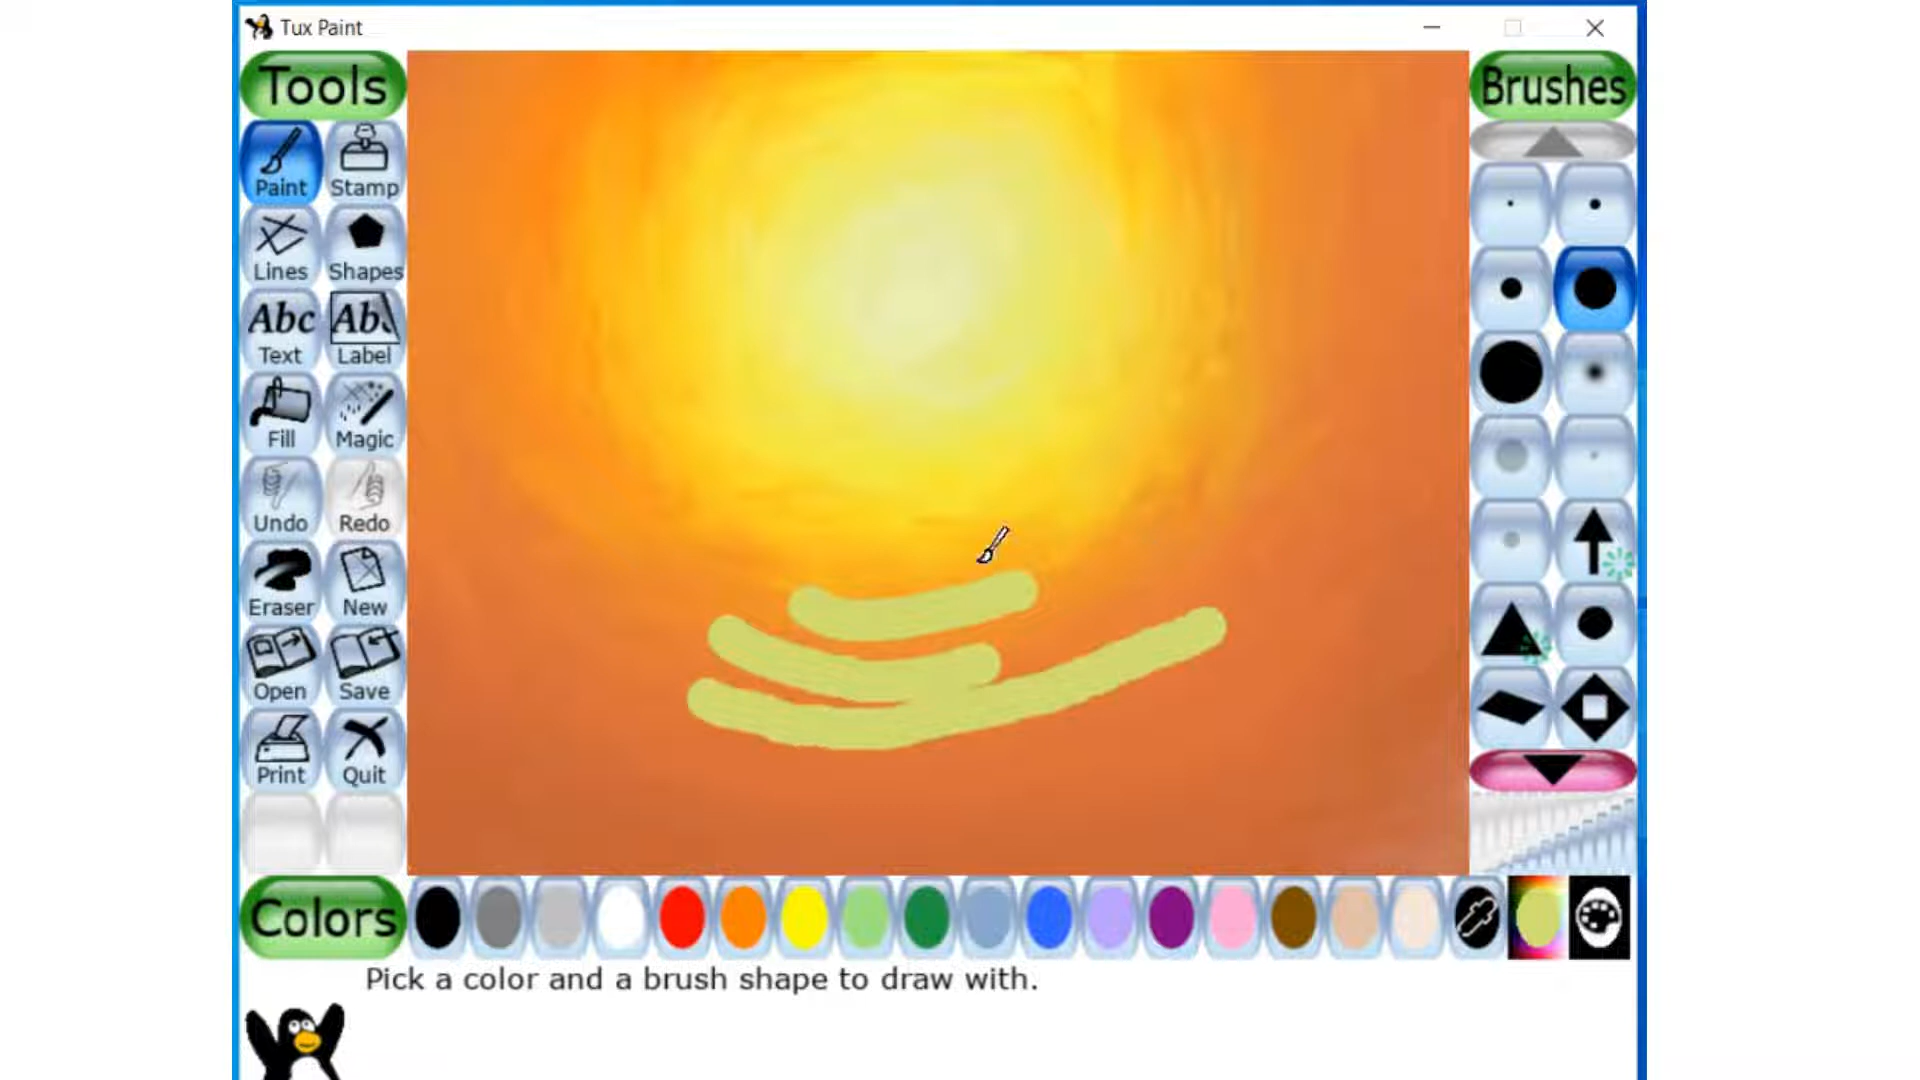 Tux Paint
Tools
Brushes
Paint
Stamp
Lines
Shapes
Abc
Text
Abc
Label
Fill
Magic
Undo
Redo
Eraser
New
Open
Save
Print
Quit
Colors
Pick a color and a brush shape to draw with.